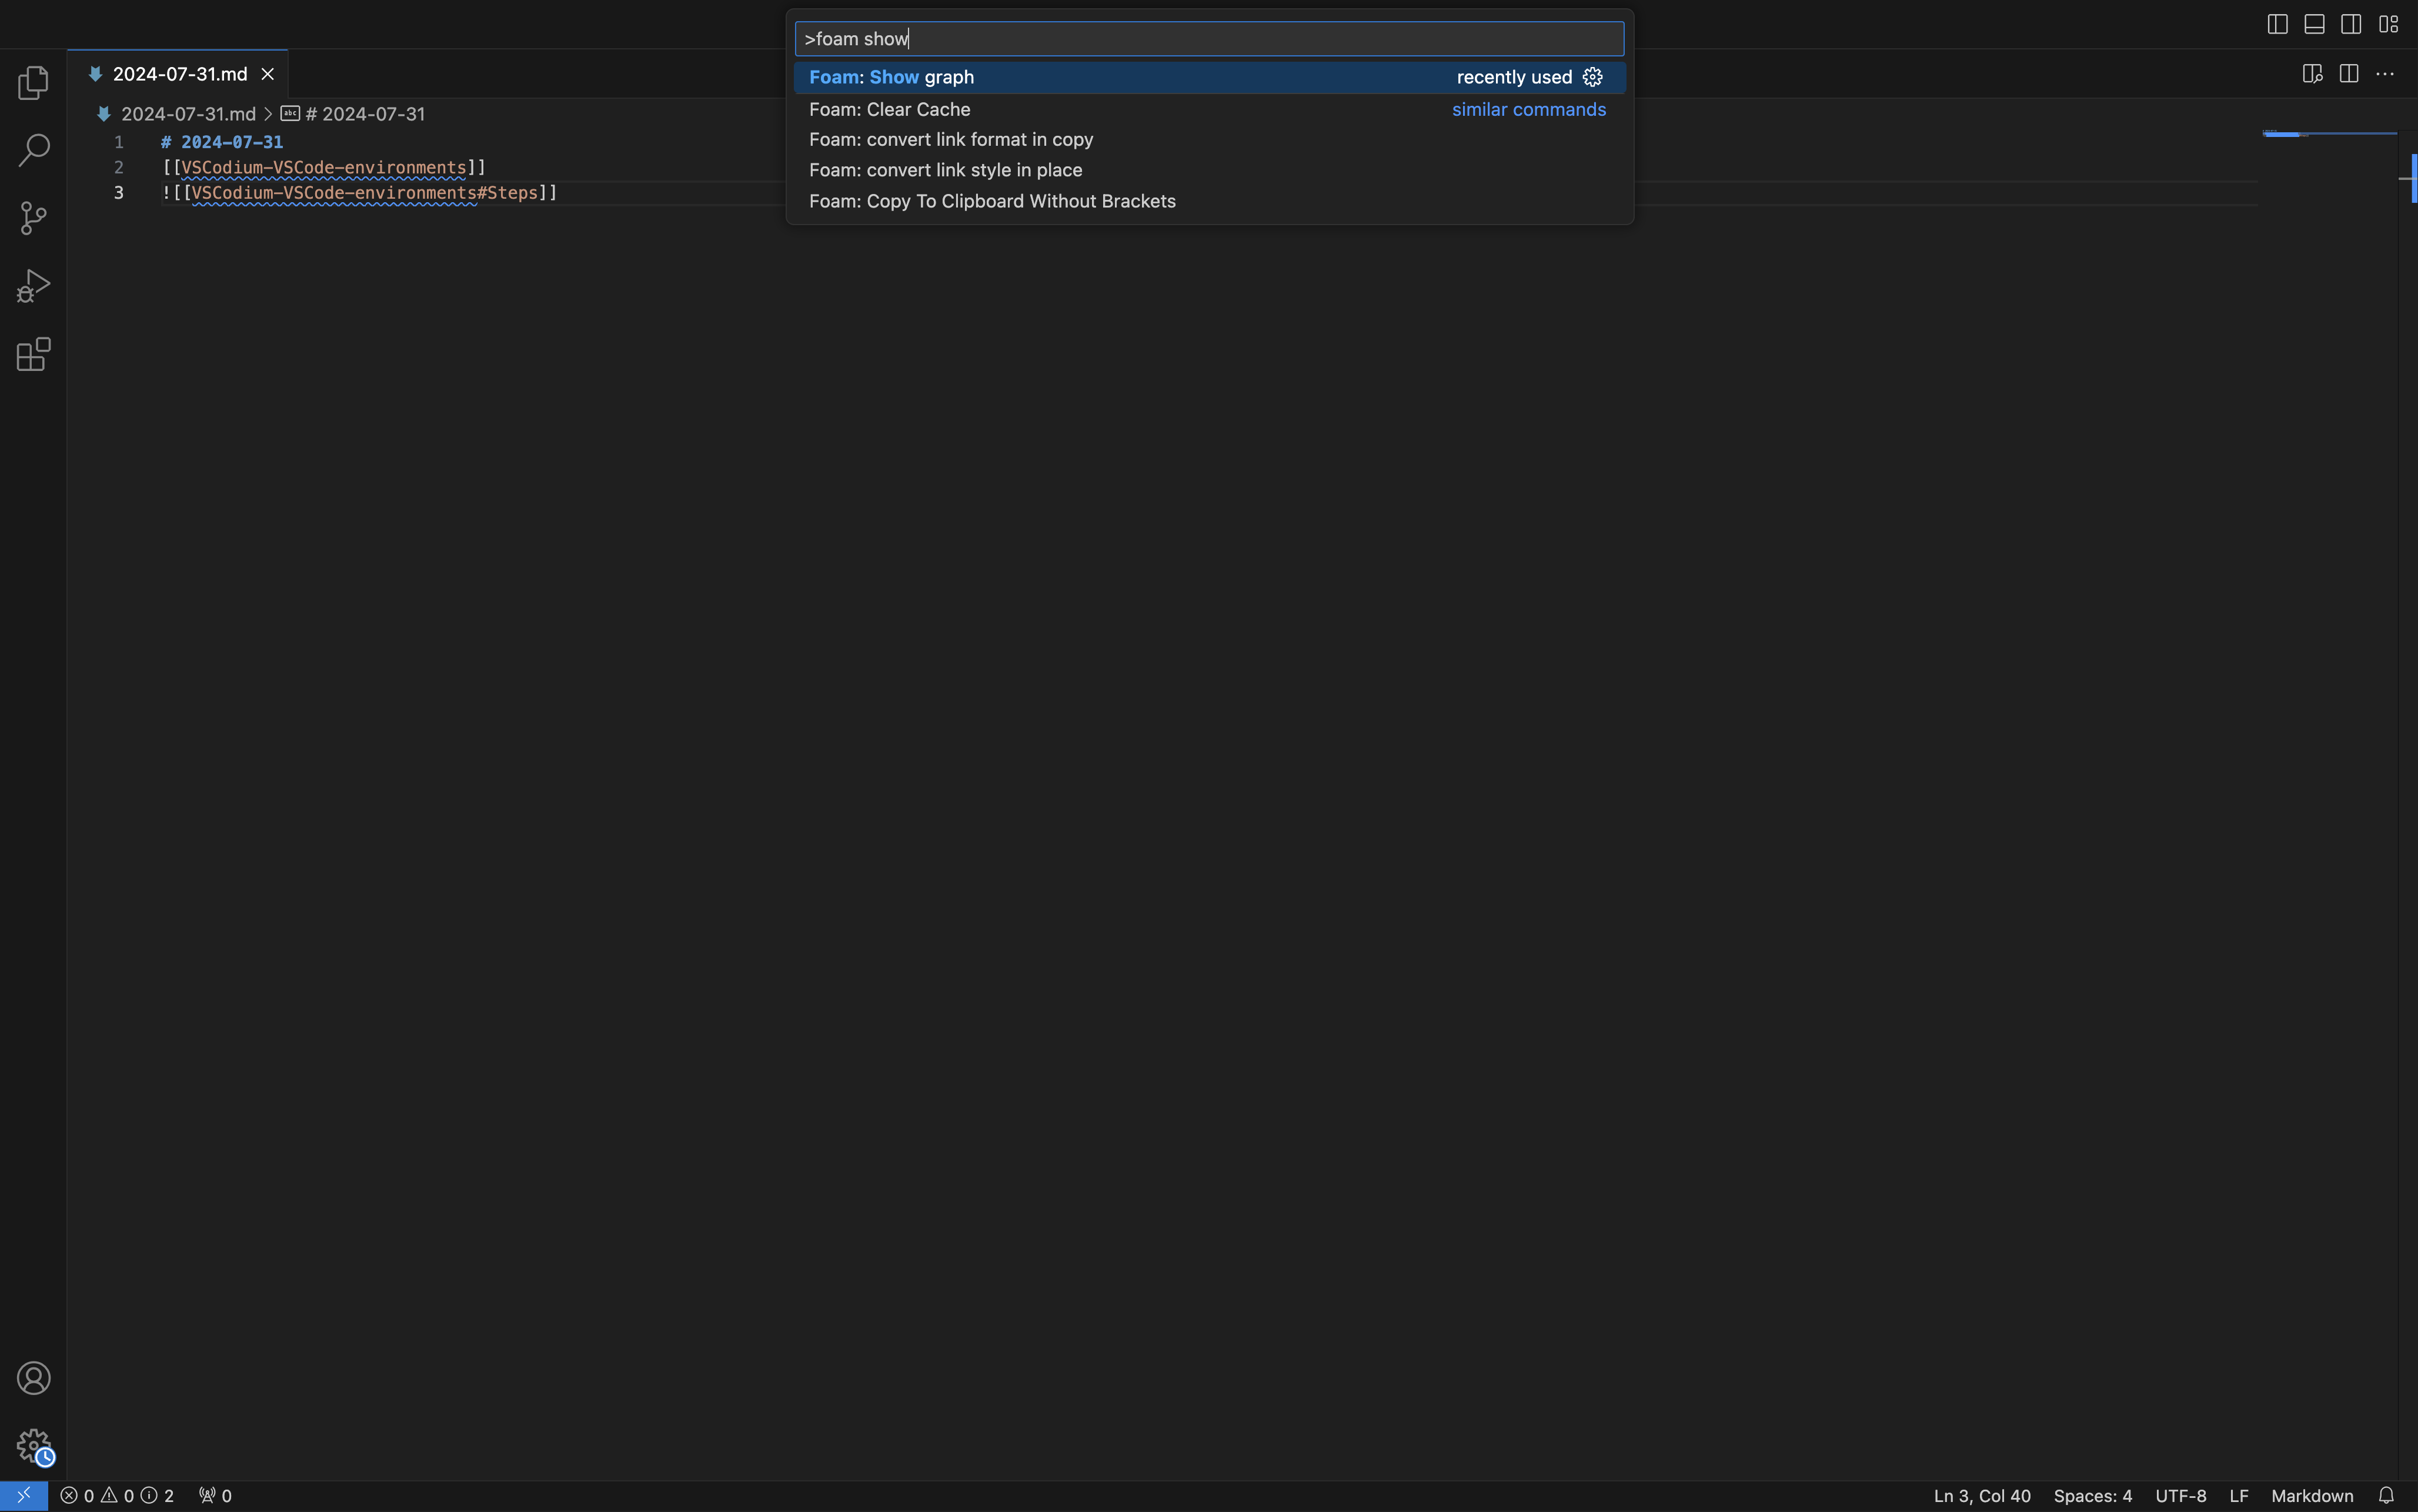 >foam show
Foam: Show graph recently used
Foam: Clear Cache similar commands
Foam: convert link format in copy
Foam: convert link style in place
Foam: Copy To Clipboard Without Brackets
2024-07-31.md
2024-07-31.md > abc # 2024-07-31
1 # 2024-07-31
2 [[VSCodium-VSCode-environments]]
3 ![[VSCodium-VSCode-environments#Steps]]
0 0 2 0 Ln 3, Col 40 Spaces: 4 UTF-8 LF Markdown